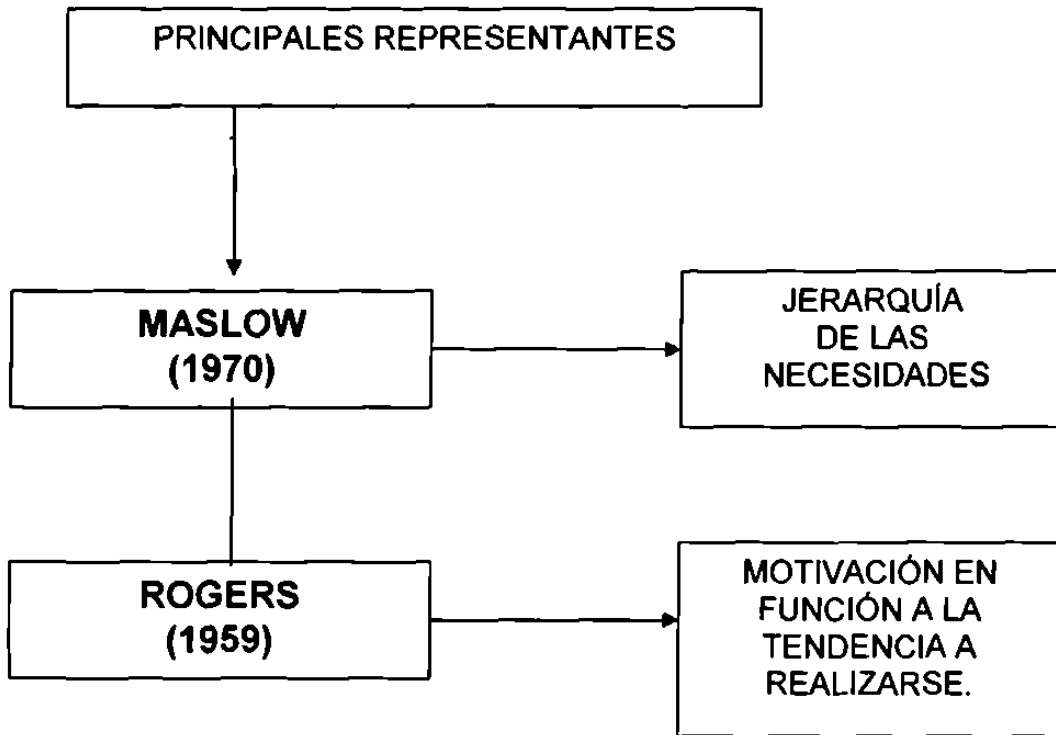 PRINCIPALES REPRESENTANTES
MASLOW
(1970)
JERARQUÍA
DE LAS
NECESIDADES
ROGERS
(1959)
MOTIVACIÓN EN
FUNCIÓN A LA
TENDENCIA A
REALIZARSE.